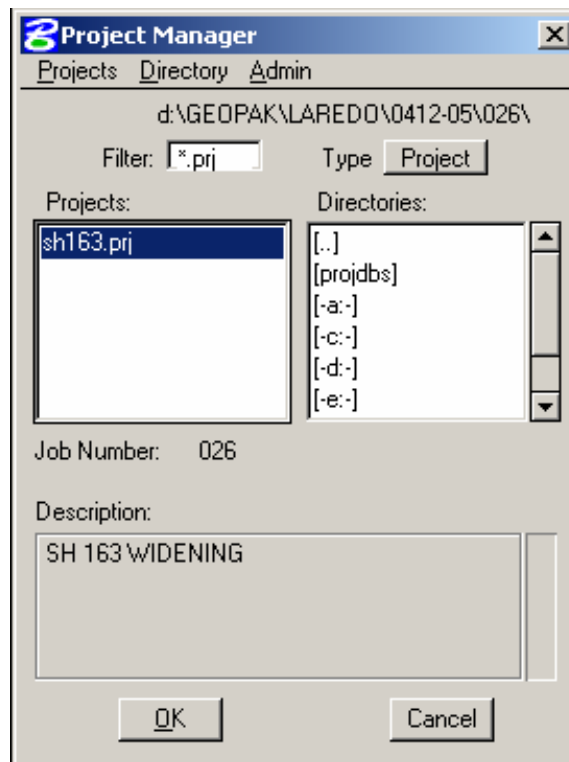 Project Manager
Projects Directory Admin
d:\GEOPAK\LAREDO\0412-05\026\
Filter: *.prj Type Project
Projects: Directories:
sh163.prj
[..]
[projdbs]
[-a:-]
[-c:-]
[-d:-]
[-e:-]
Job Number: 026
Description:
SH 163 WIDENING
OK Cancel